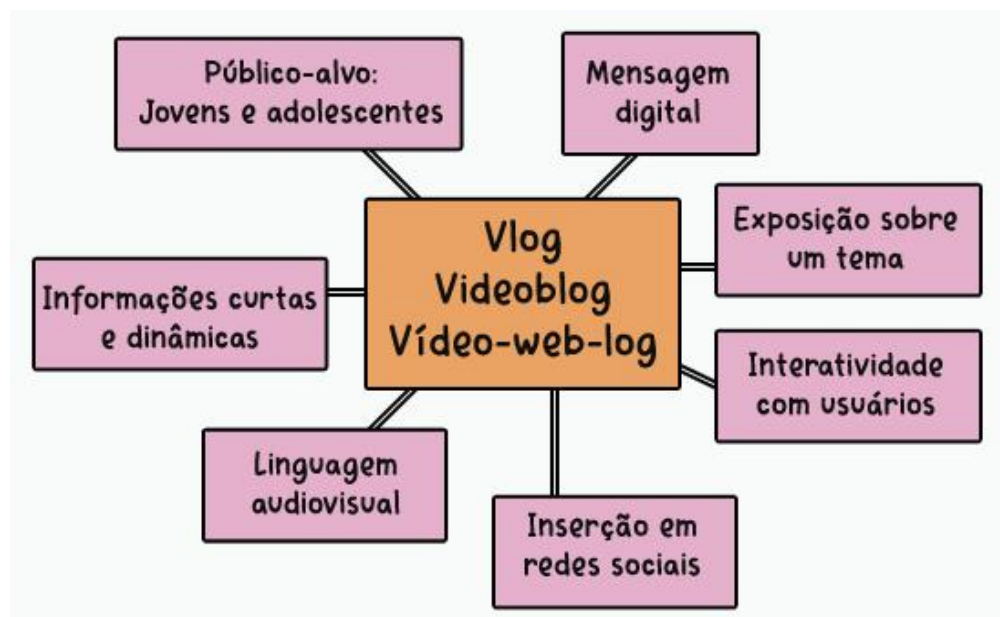 Público-alvo:
Jovens e adolescentes
Mensagem
digital
Vlog
Videoblog
Vídeo-web-log
Exposição sobre
um tema
Informações curtas
e dinâmicas
Interatividade
com usuários
Linguagem
audiovisual
Inserção em
redes sociais